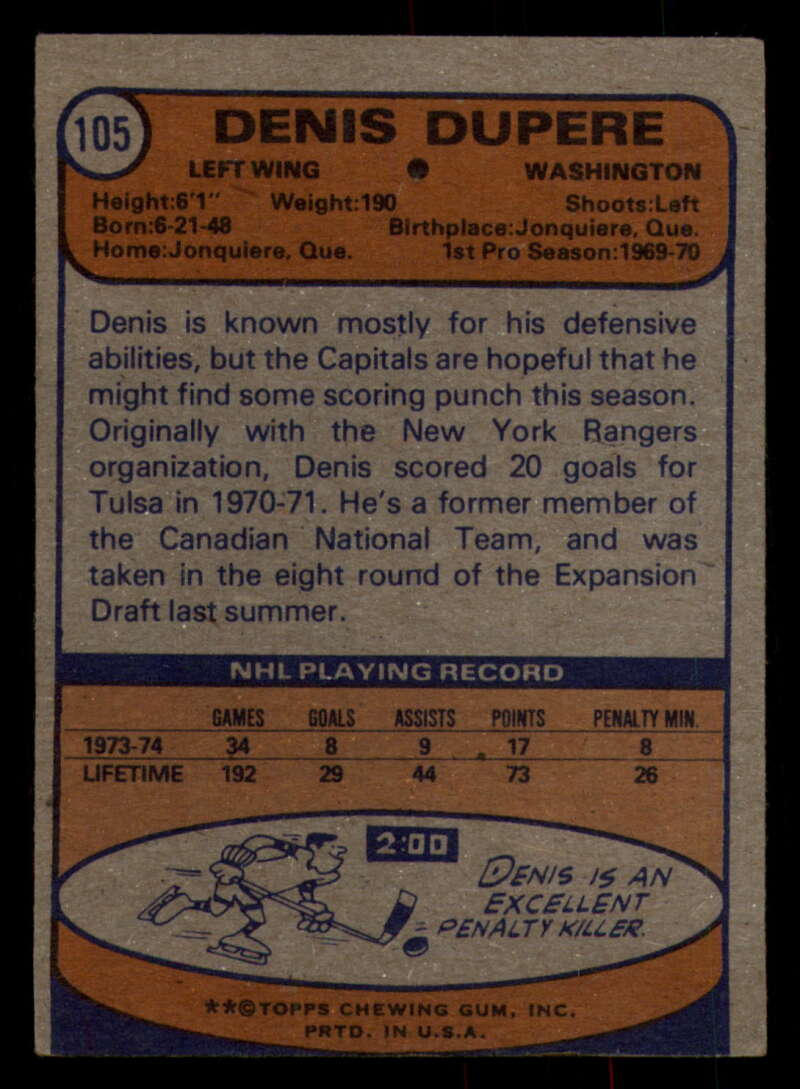 105
DENIS DUPERE
LEFT WING ● WASHINGTON
Height:6'1" Weight:190 Shoots:Left
Born:6-21-48 Birthplace:Jonquiere, Que.
Home:Jonquiere, Que. 1st Pro Season:1969-70
Denis is known mostly for his defensive
abilities, but the Capitals are hopeful that he
might find some scoring punch this season.
Originally with the New York Rangers
organization, Denis scored 20 goals for
Tulsa in 1970-71. He's a former member of
the Canadian National Team, and was
taken in the eight round of the Expansion
Draft last summer.
NHL PLAYING RECORD
GAMES GOALS ASSISTS POINTS PENALTY MIN.
1973-74 34 8 9 17 8
LIFETIME 192 29 44 73 26
2:00
DENIS IS AN
EXCELLENT
PENALTY KILLER.
**©TOPPS CHEWING GUM, INC.
PRTD. IN U.S.A.